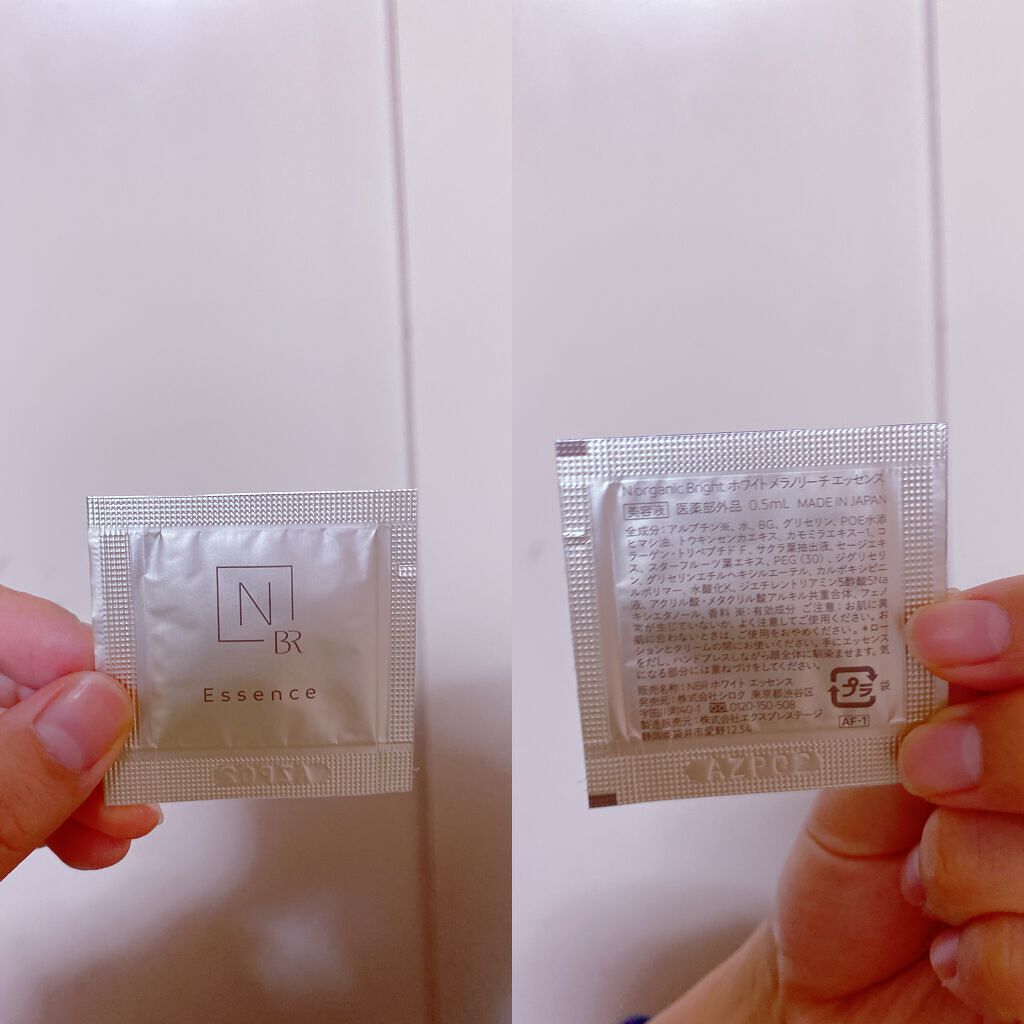 N
BR
Essence
AZP02
N organic Bright ホワイトメラノリーチ エッセンス
美容液 医薬部外品 0.5mL MADE IN JAPAN
全成分：アルブチン※、水、BG、グリセリン、POE水添
ヒマシ油、トウキンセンカエキス、カモミラエキス-1、コ
ラーゲン・トリペプチド F、サクラ葉抽出液、セージエキ
ス、スターフルーツ葉エキス、PEG (30) 、ジグリセリ
ン、グリセリンエチルヘキシルエーテル、カルボキシビニ
ルポリマー、水酸化K、ジエチレントリアミン5酢酸5Na
液、アクリル酸・メタクリル酸アルキル共重合体、フェノ
キシエタノール、香料 ※：有効成分 ご注意：お肌に異
常が生じていないか、よく注意してご使用ください。お
肌に合わないときは、ご使用をおやめください。＊ロー
ションとクリームの間にお使いください。手にエッセンス
をだし、ハンドプレスしながら顔全体に馴染ませます。気
になる部分には重ねづけをしてください。
販売名称：NBR ホワイト エッセンス
発売元：株式会社シロク 東京都渋谷区
宇田川町40-1 0120-150-508
製造販売元：株式会社エクスプレステージ
静岡県袋井市愛野1234
プラ 袋
AF-1
AZP02